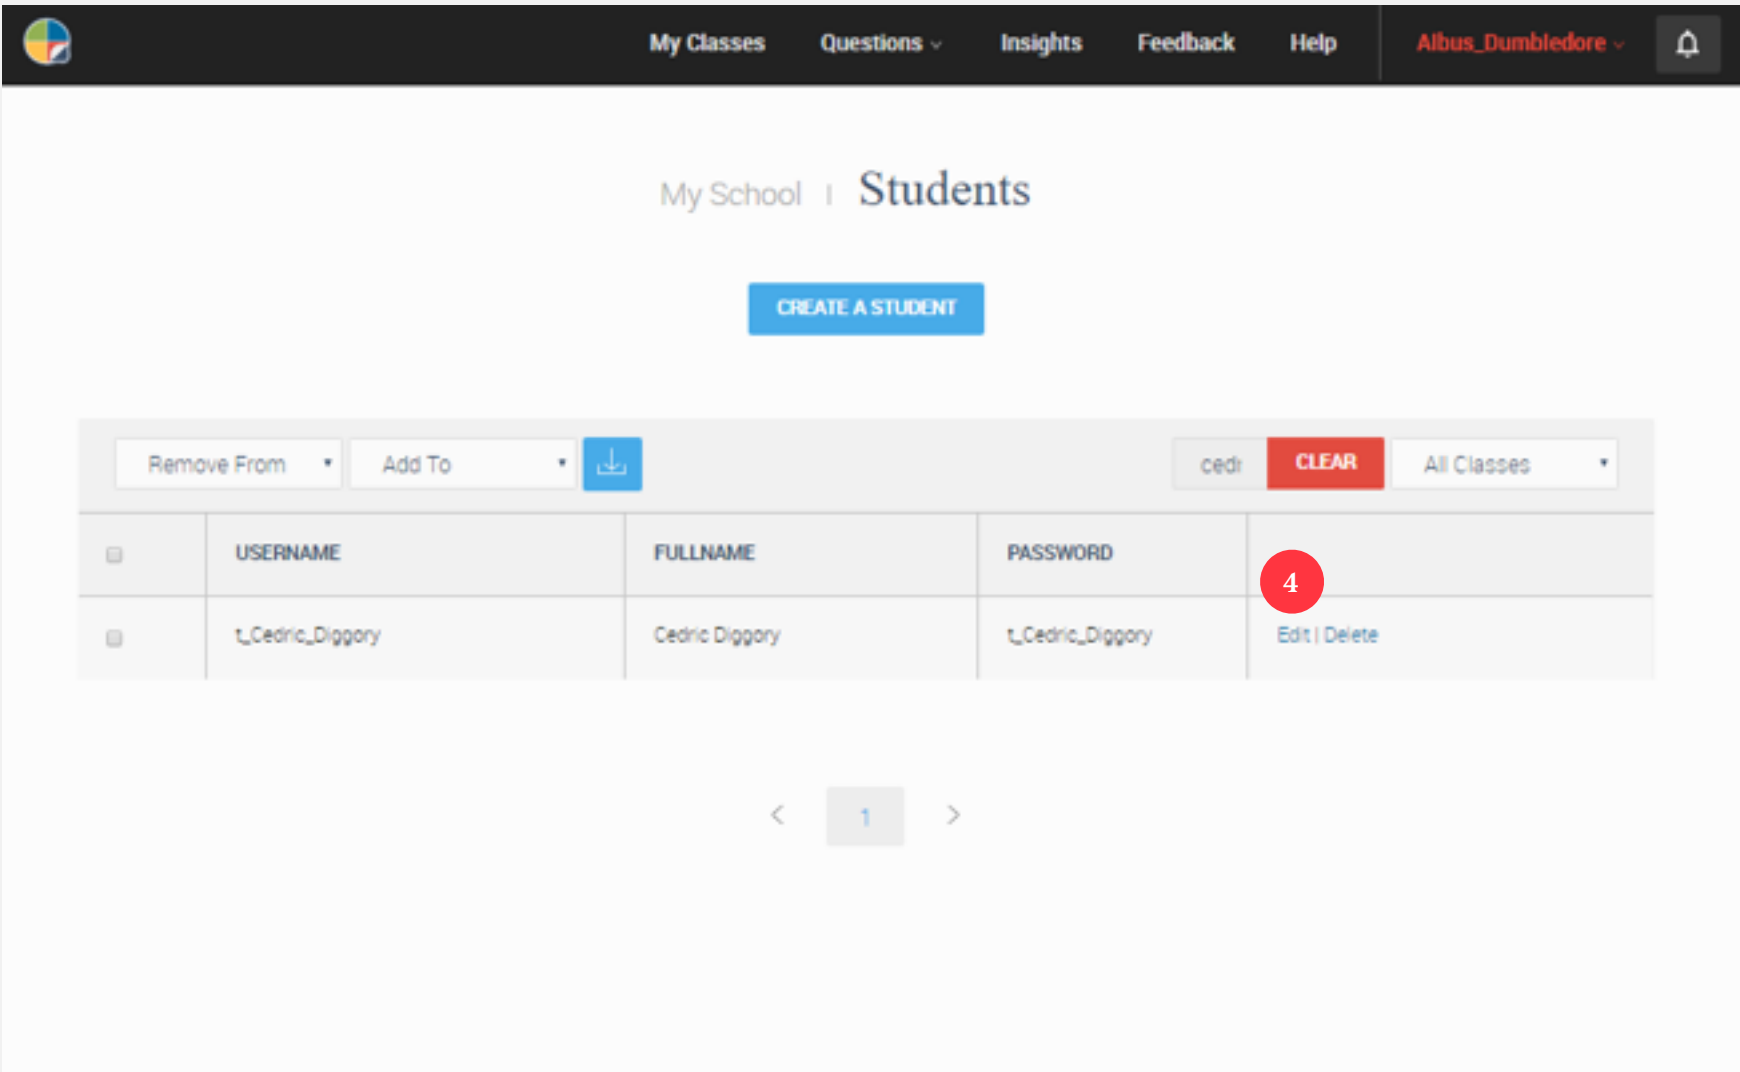 My Classes Questions Insights Feedback Help Albus_Dumbledore
My School | Students
CREATE A STUDENT
Remove From Add To cedr CLEAR All Classes
USERNAME FULLNAME PASSWORD
4
t_Cedric_Diggory Cedric Diggory t_Cedric_Diggory Edit | Delete
< 1 >